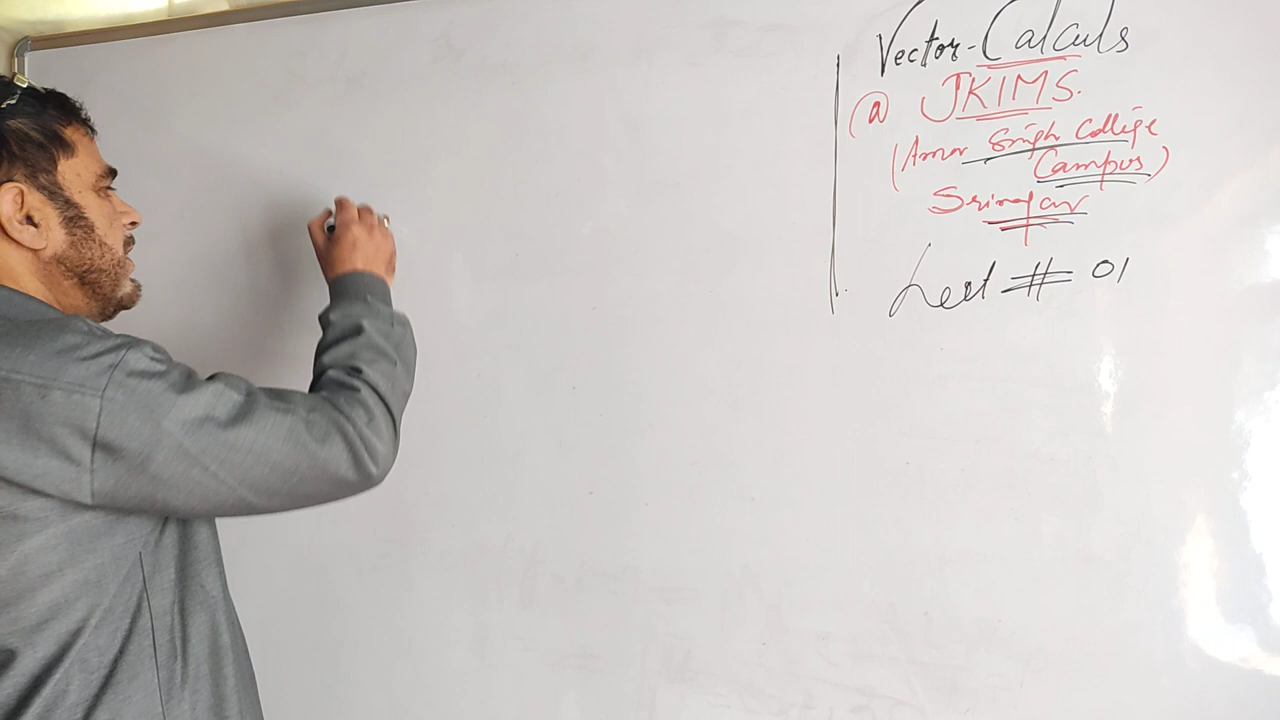 Vector-Calculs
@ JKIMS.
(Amar Singh College
Campus)
Srinagar
Lect # 01